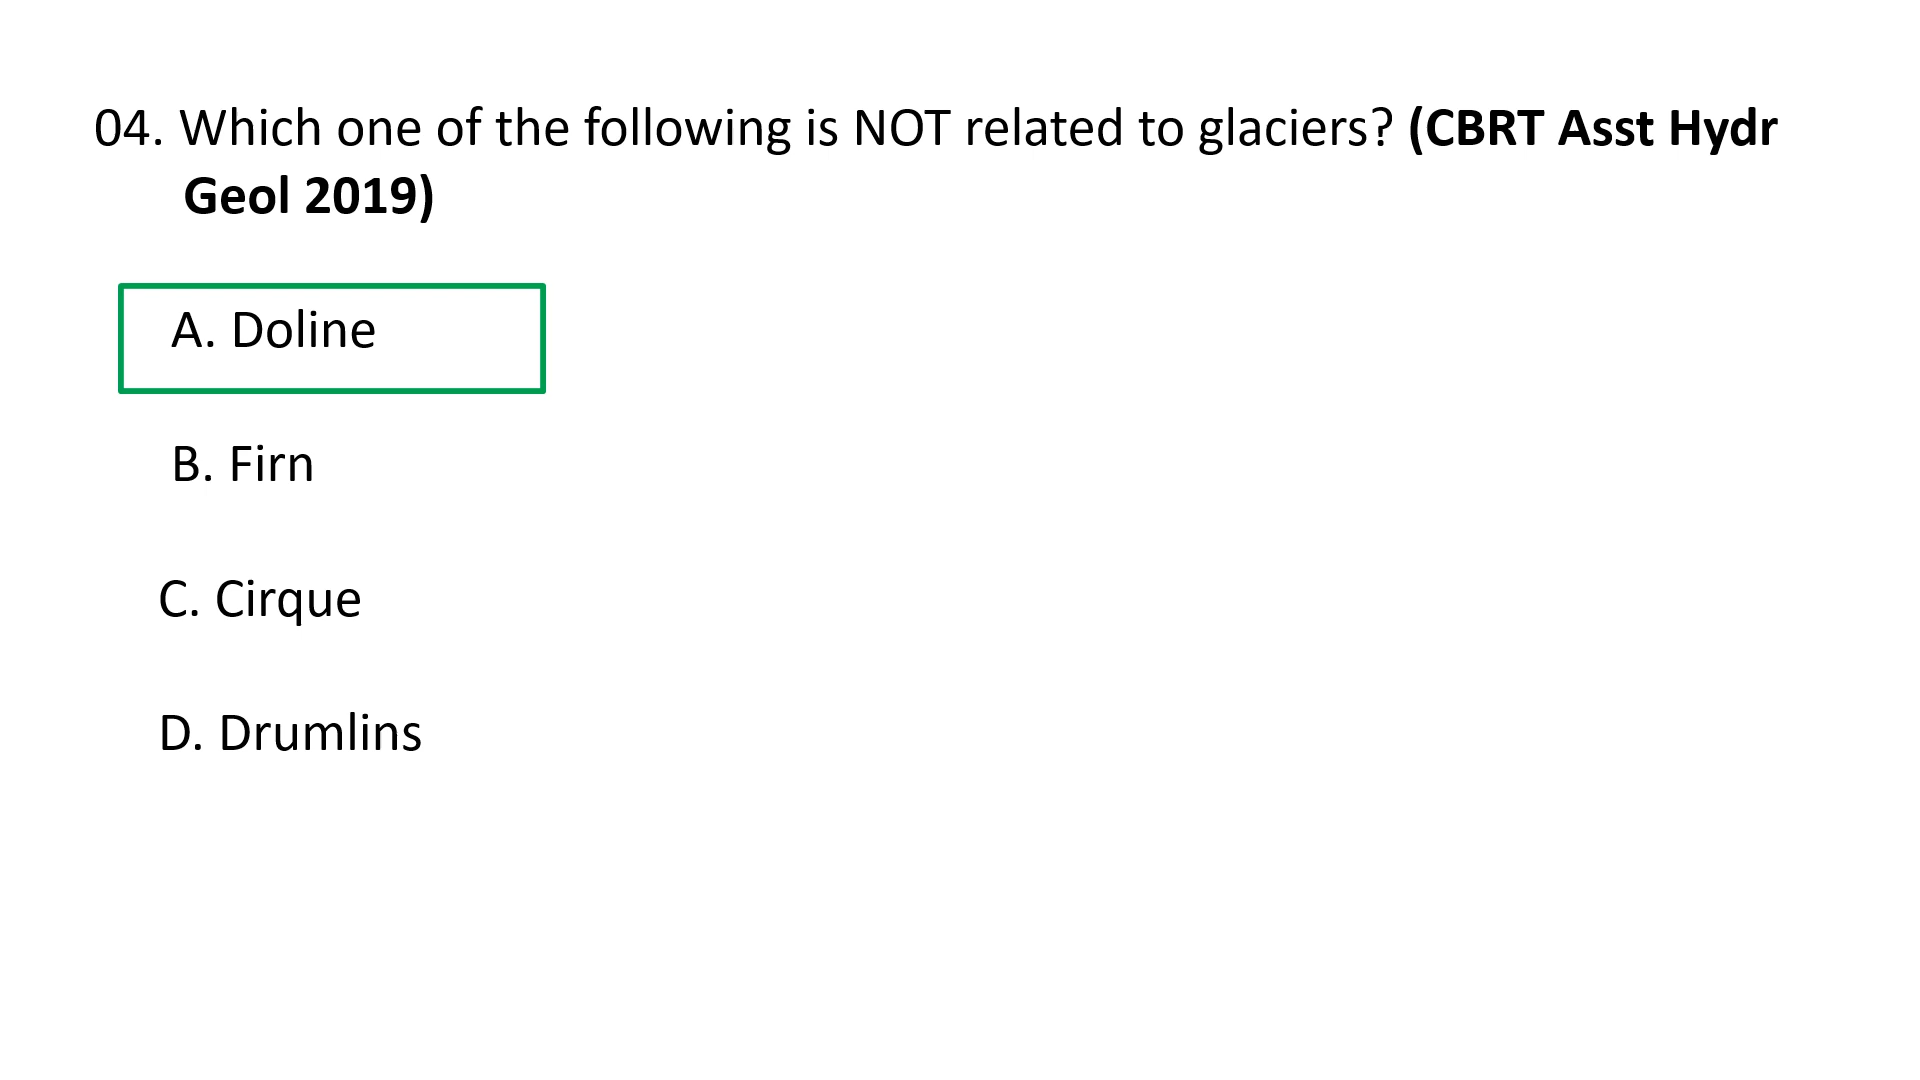 04. Which one of the following is NOT related to glaciers? (CBRT Asst Hydr
Geol 2019)
A. Doline
B. Firn
C. Cirque
D. Drumlins